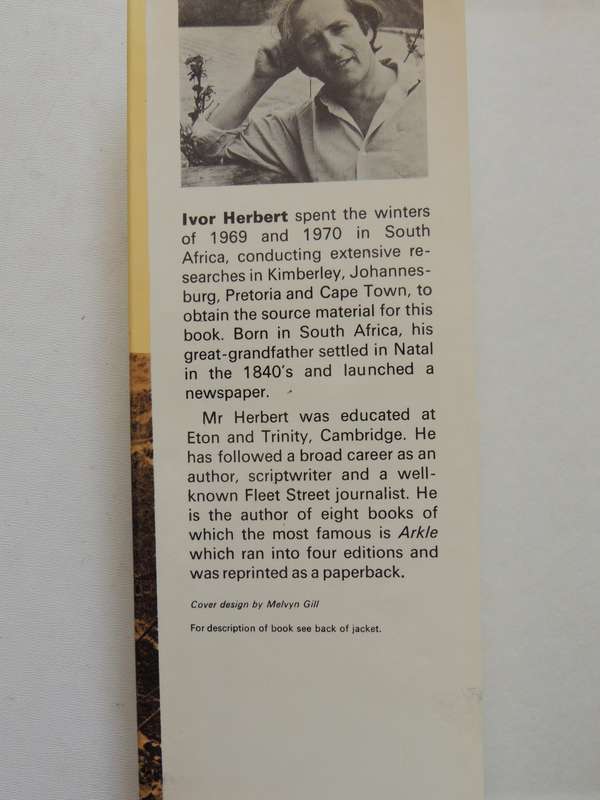 Ivor Herbert spent the winters
of 1969 and 1970 in South
Africa, conducting extensive re-
searches in Kimberley, Johannes-
burg, Pretoria and Cape Town, to
obtain the source material for this
book. Born in South Africa, his
great-grandfather settled in Natal
in the 1840's and launched a
newspaper.
Mr Herbert was educated at
Eton and Trinity, Cambridge. He
has followed a broad career as an
author, scriptwriter and a well-
known Fleet Street journalist. He
is the author of eight books of
which the most famous is Arkle
which ran into four editions and
was reprinted as a paperback.
Cover design by Melvyn Gill
For description of book see back of jacket.